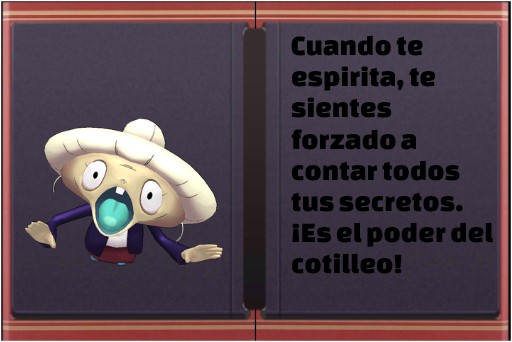 Cuando te
espirita, te
sientes
forzado a
contar todos
tus secretos.
¡Es el poder del
cotilleo!